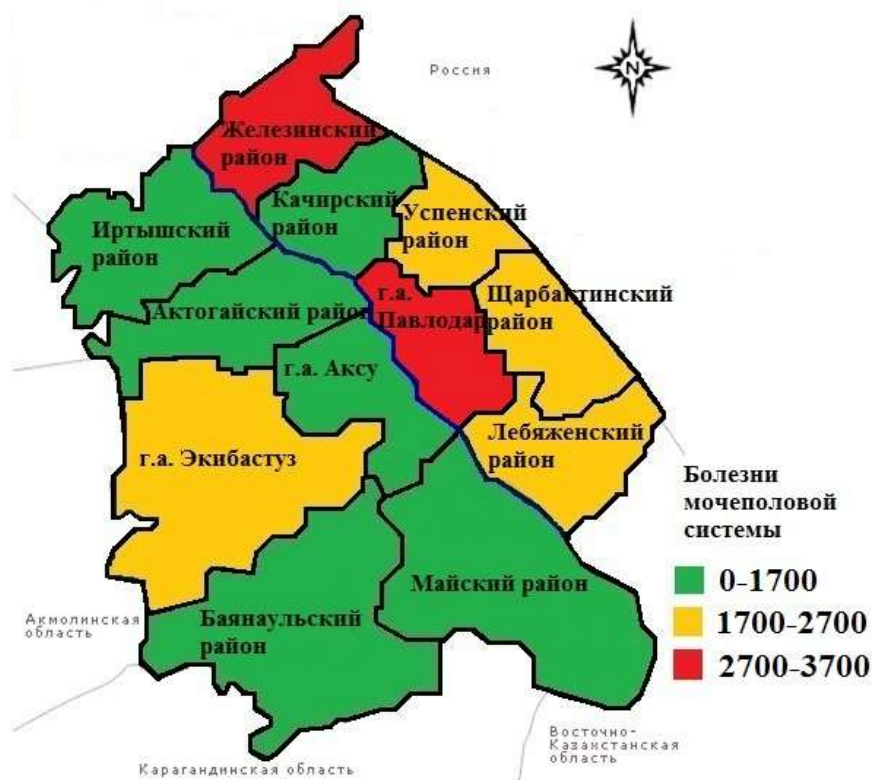 Россия
N
Железинский
район
Качирский
район
Успенский
район
Иртышский
район
г.а.
Павлодар
Щарбактинский
район
Актогайский район
г.а. Аксу
Лебяженский
район
г.а. Экибастуз
Болезни
мочеполовой
системы
0-1700
1700-2700
2700-3700
Майский район
Баянаульский
район
Акмолинская
область
Восточно-
Казахстанская
область
Карагандинская область